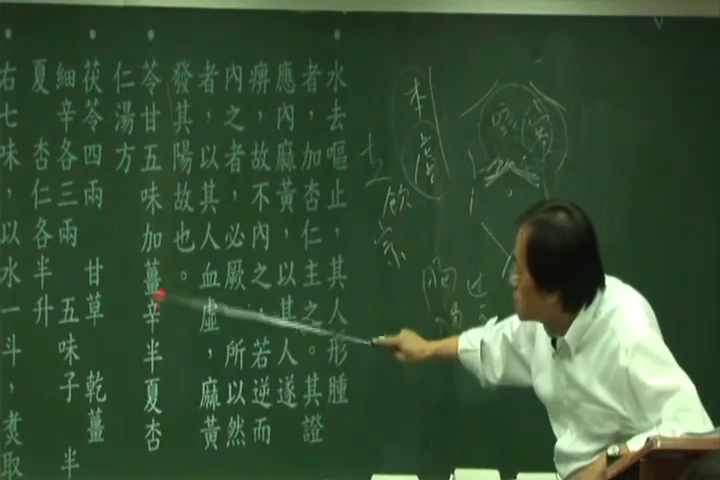 水去嘔止，其人形腫
者，加杏仁主之。其證
應內麻黃，以其人遂
痹，故不內之。若逆而
內之者，必厥，所以然
者，以其人血虛，麻黃
發其陽故也。
苓甘五味加薑辛半夏杏
仁湯方
茯苓四兩 甘草 乾薑
細辛各三兩 五味子 半
夏 杏仁各半升
右七味，以水一斗，煮取
本虛